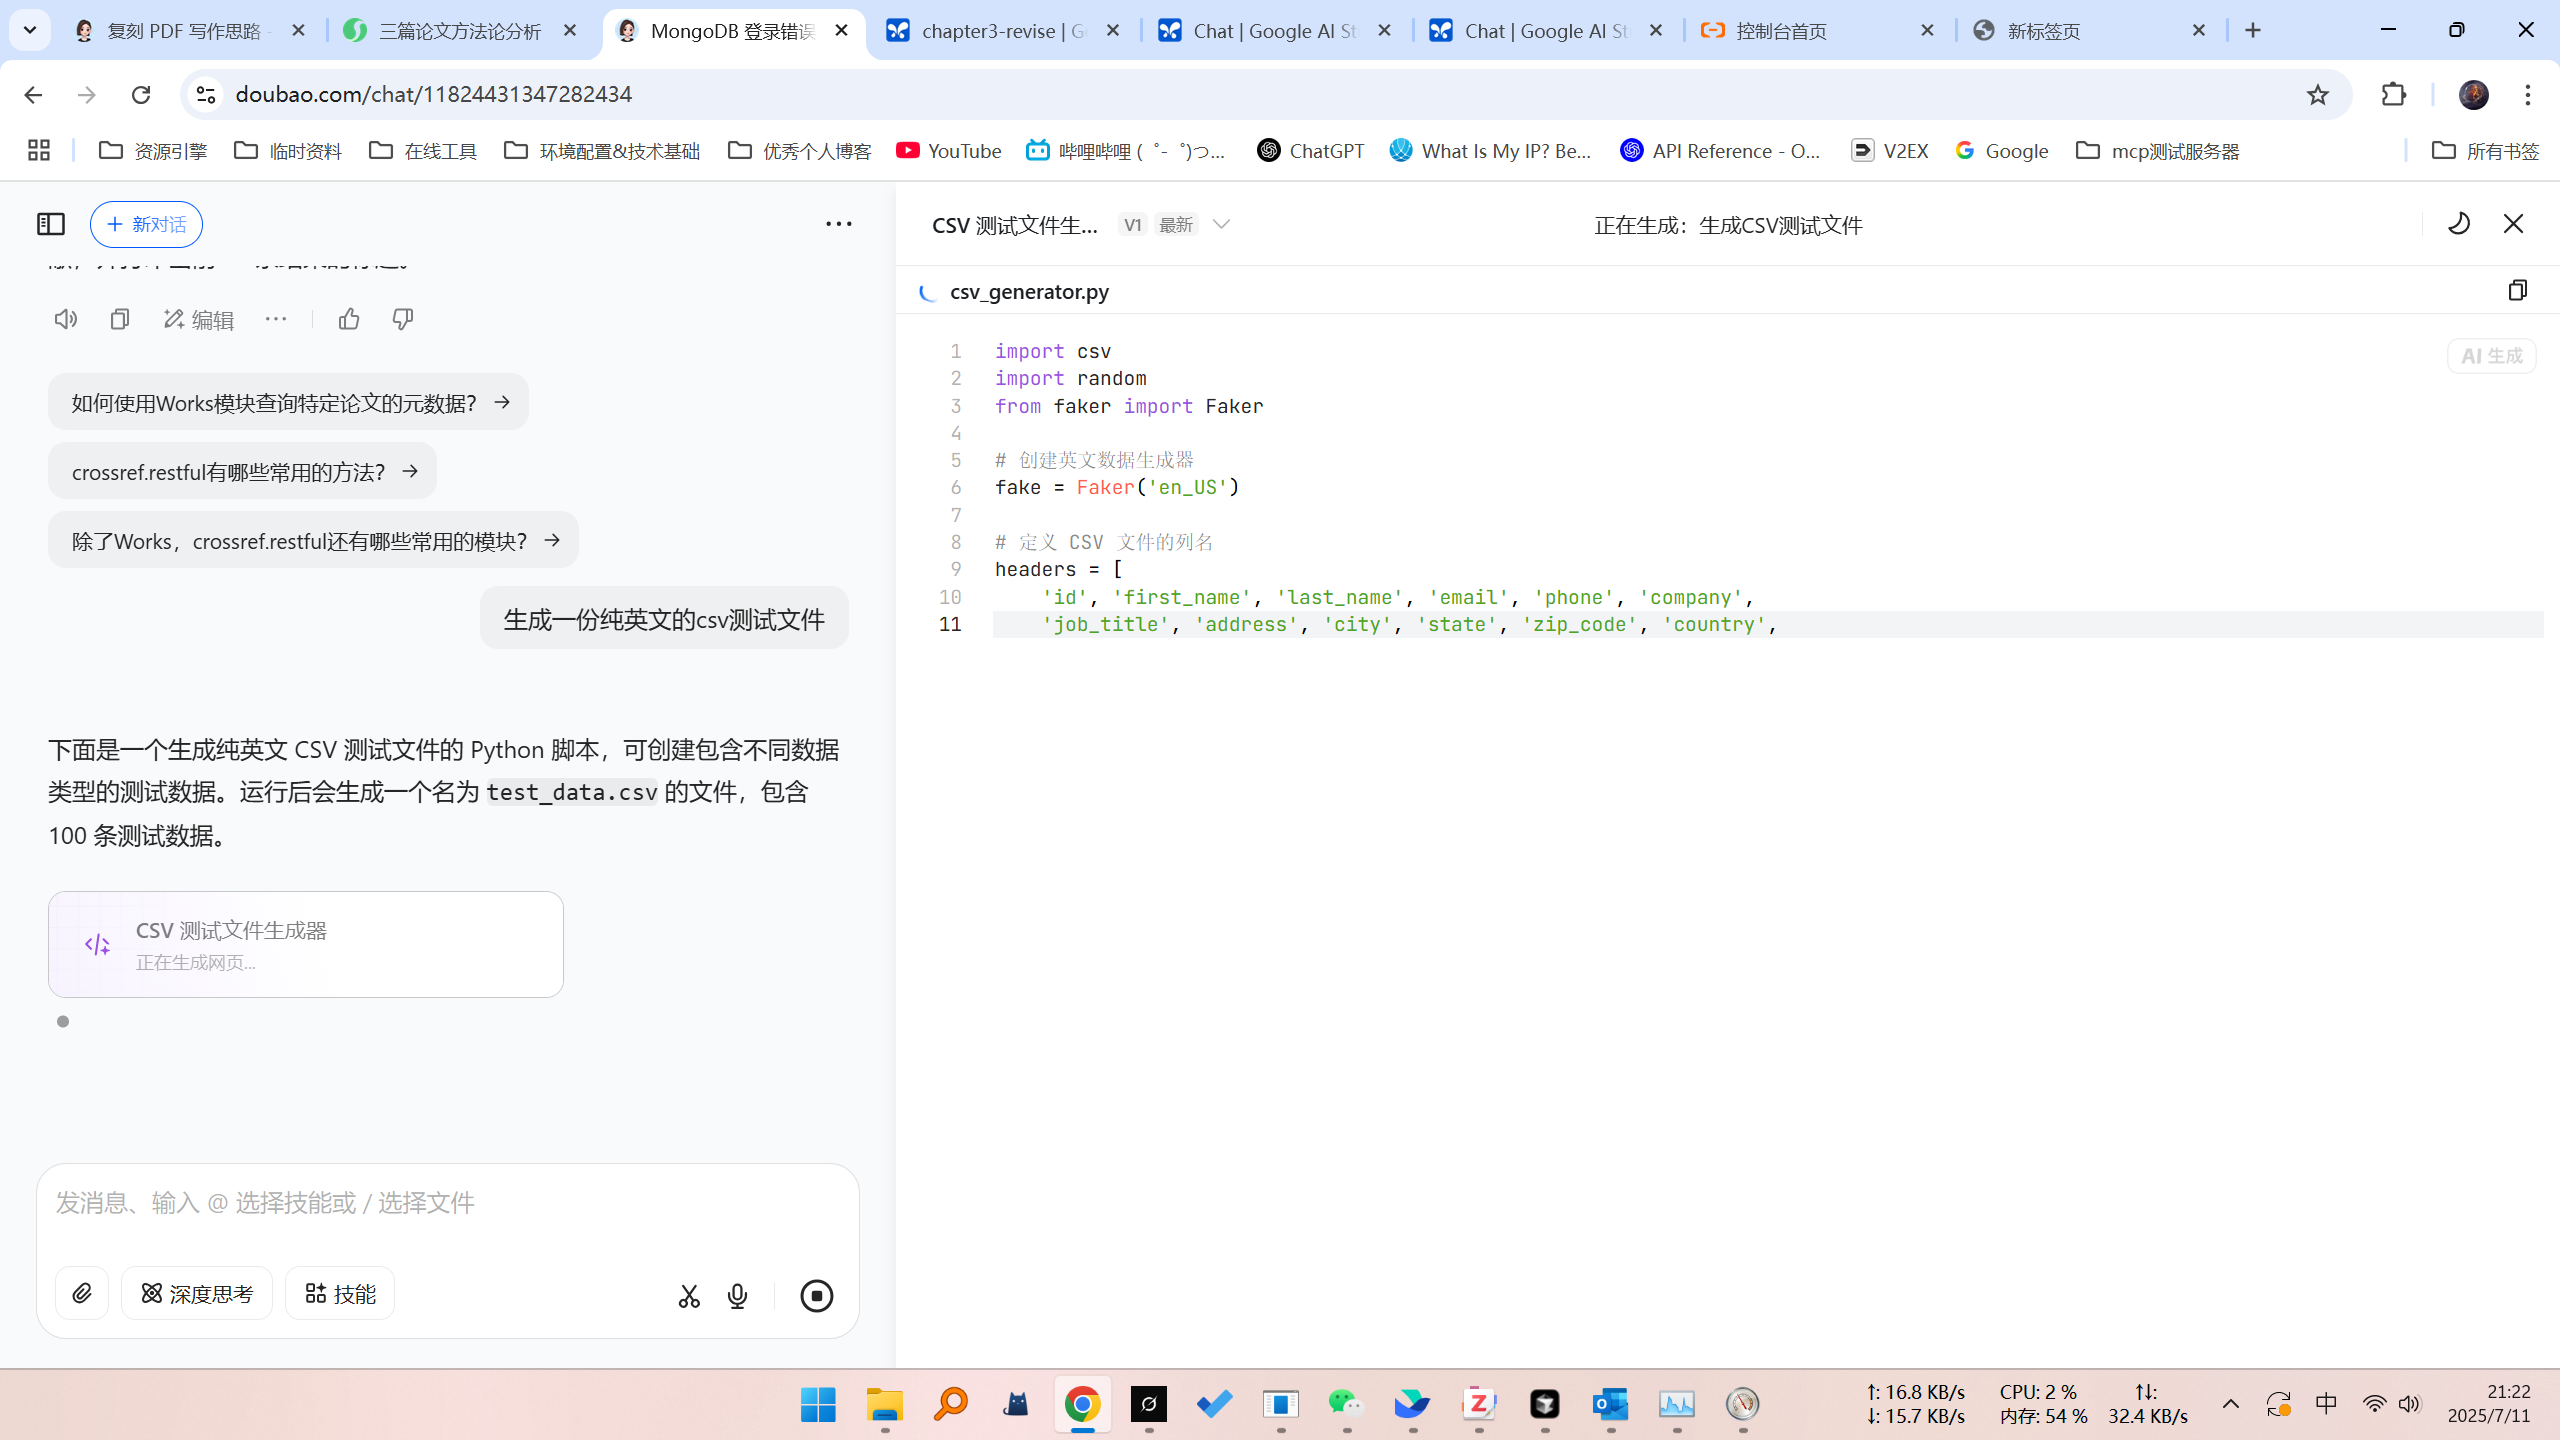 复刻 PDF 写作思路 -
三篇论文方法论分析
MongoDB 登录错误
chapter3-revise | G
Chat | Google AI St
Chat | Google AI St
控制台首页
新标签页
doubao.com/chat/11824431347282434
资源引擎
临时资料
在线工具
环境配置&技术基础
优秀个人博客
YouTube
哔哩哔哩 (゜-゜)つ...
ChatGPT
What Is My IP? Be...
API Reference - O...
V2EX
Google
mcp测试服务器
所有书签
新对话
编辑
如何使用Works模块查询特定论文的元数据？ →
crossref.restful有哪些常用的方法？ →
除了Works，crossref.restful还有哪些常用的模块？ →
生成一份纯英文的csv测试文件
下面是一个生成纯英文 CSV 测试文件的 Python 脚本，可创建包含不同数据
类型的测试数据。运行后会生成一个名为 test_data.csv 的文件，包含
100 条测试数据。
CSV 测试文件生成器
正在生成网页...
发消息、输入 @ 选择技能或 / 选择文件
深度思考
技能
CSV 测试文件生... V1 最新
正在生成：生成CSV测试文件
csv_generator.py
AI 生成
1 import csv
2 import random
3 from faker import Faker
4
5 # 创建英文数据生成器
6 fake = Faker('en_US')
7
8 # 定义 CSV 文件的列名
9 headers = [
10 'id', 'first_name', 'last_name', 'email', 'phone', 'company',
11 'job_title', 'address', 'city', 'state', 'zip_code', 'country',
↑: 16.8 KB/s CPU: 2 % ↑↓:
↓: 15.7 KB/s 内存: 54 % 32.4 KB/s
中
21:22
2025/7/11